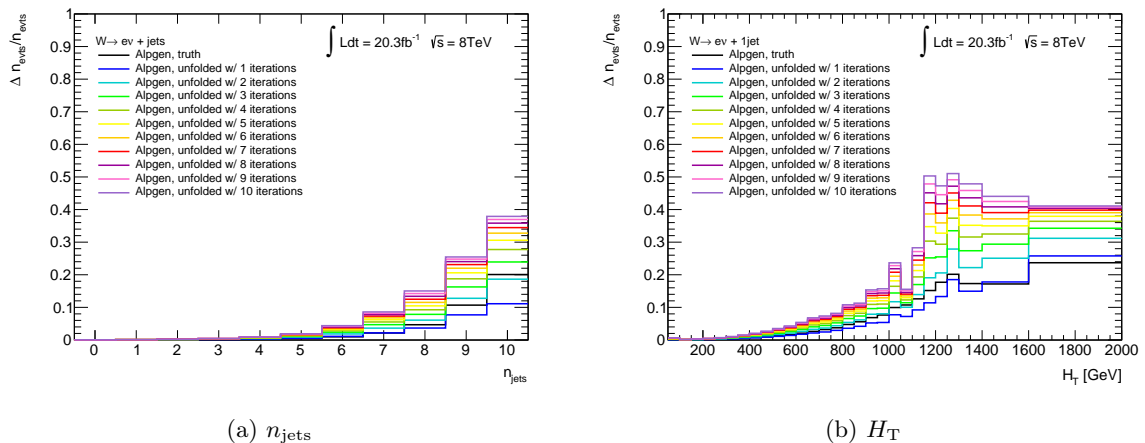 Δ n_evts/n_evts
1
0.9
0.8
0.7
0.6
0.5
0.4
0.3
0.2
0.1
0
W→ eν + jets
∫ Ldt = 20.3fb⁻¹ √s = 8TeV
Alpgen, truth
Alpgen, unfolded w/ 1 iterations
Alpgen, unfolded w/ 2 iterations
Alpgen, unfolded w/ 3 iterations
Alpgen, unfolded w/ 4 iterations
Alpgen, unfolded w/ 5 iterations
Alpgen, unfolded w/ 6 iterations
Alpgen, unfolded w/ 7 iterations
Alpgen, unfolded w/ 8 iterations
Alpgen, unfolded w/ 9 iterations
Alpgen, unfolded w/ 10 iterations
0 1 2 3 4 5 6 7 8 9 10
n_jets
(a) n_jets
Δ n_evts/n_evts
1
0.9
0.8
0.7
0.6
0.5
0.4
0.3
0.2
0.1
0
W→ eν + 1jet
∫ Ldt = 20.3fb⁻¹ √s = 8TeV
Alpgen, truth
Alpgen, unfolded w/ 1 iterations
Alpgen, unfolded w/ 2 iterations
Alpgen, unfolded w/ 3 iterations
Alpgen, unfolded w/ 4 iterations
Alpgen, unfolded w/ 5 iterations
Alpgen, unfolded w/ 6 iterations
Alpgen, unfolded w/ 7 iterations
Alpgen, unfolded w/ 8 iterations
Alpgen, unfolded w/ 9 iterations
Alpgen, unfolded w/ 10 iterations
200 400 600 800 1000 1200 1400 1600 1800 2000
H_T [GeV]
(b) H_T